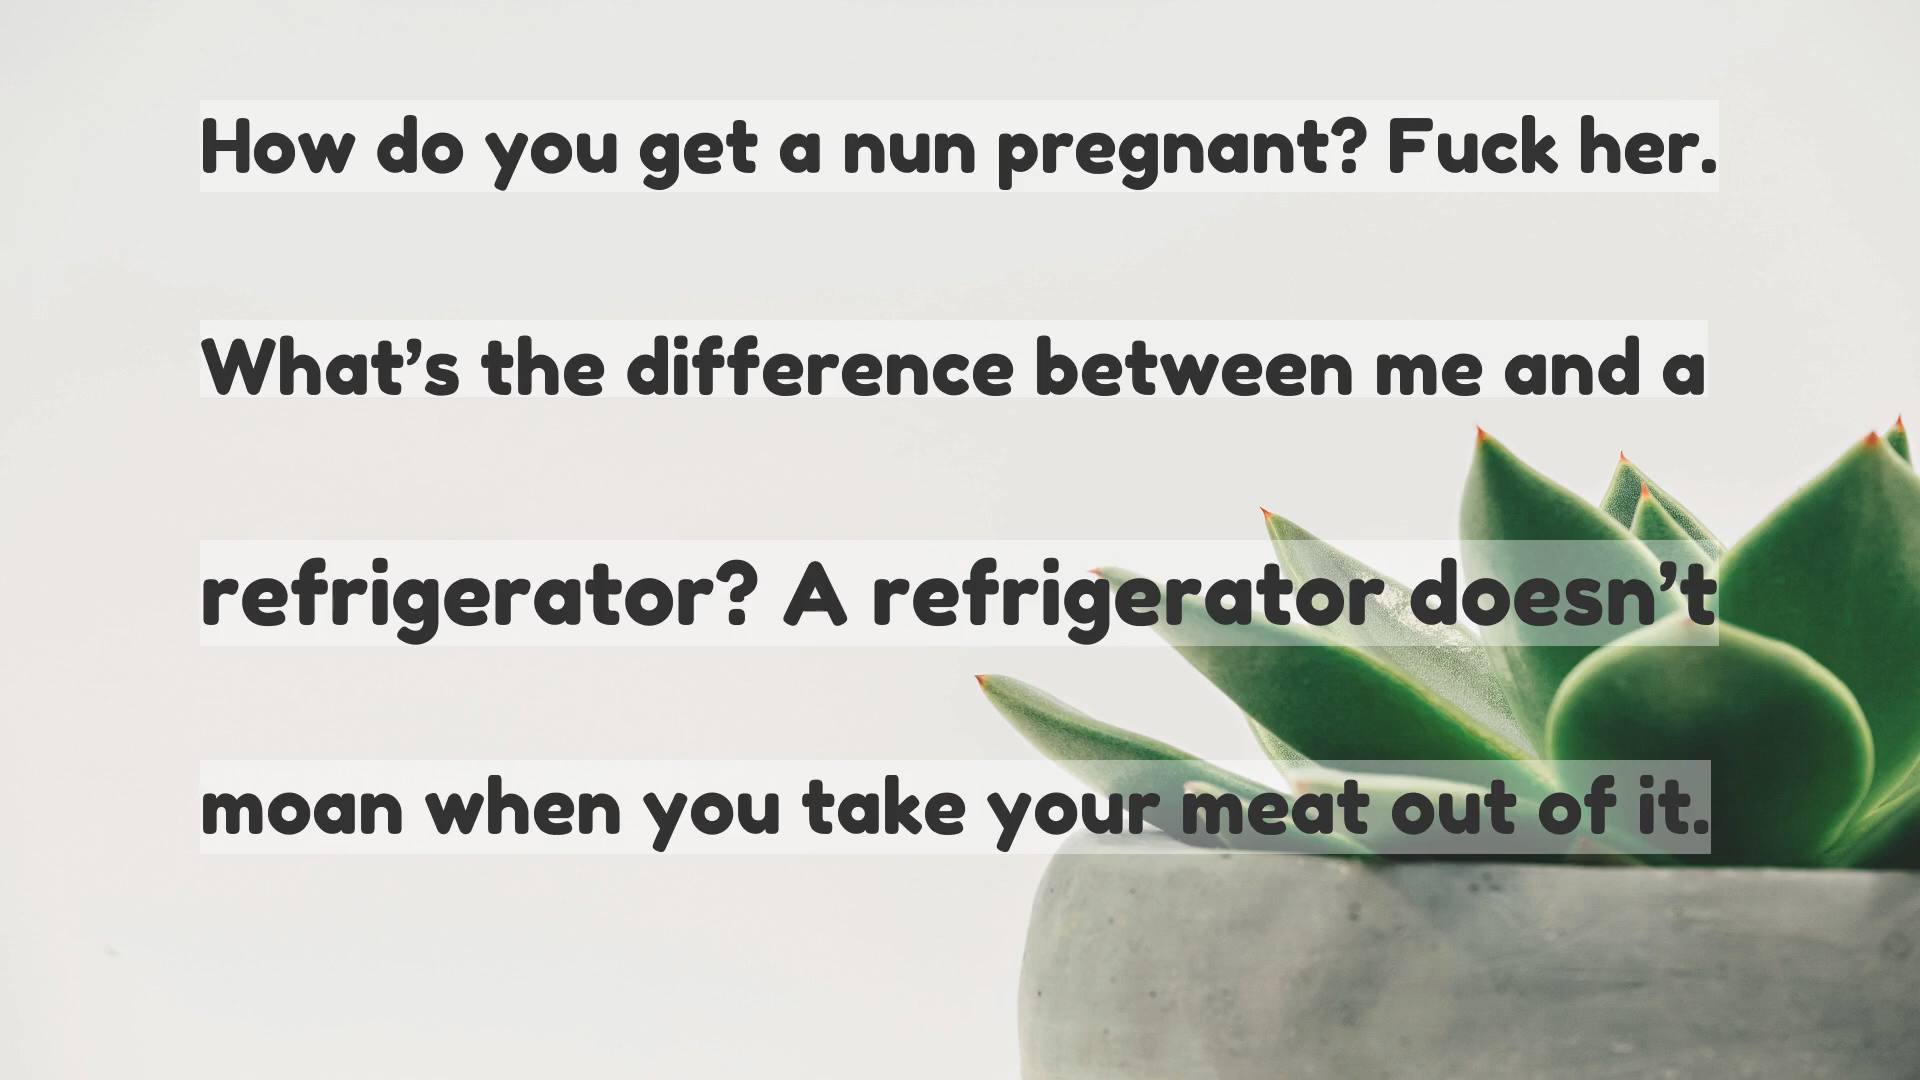 How do you get a nun pregnant? Fuck her.
What’s the difference between me and a
refrigerator? A refrigerator doesn’t
moan when you take your meat out of it.